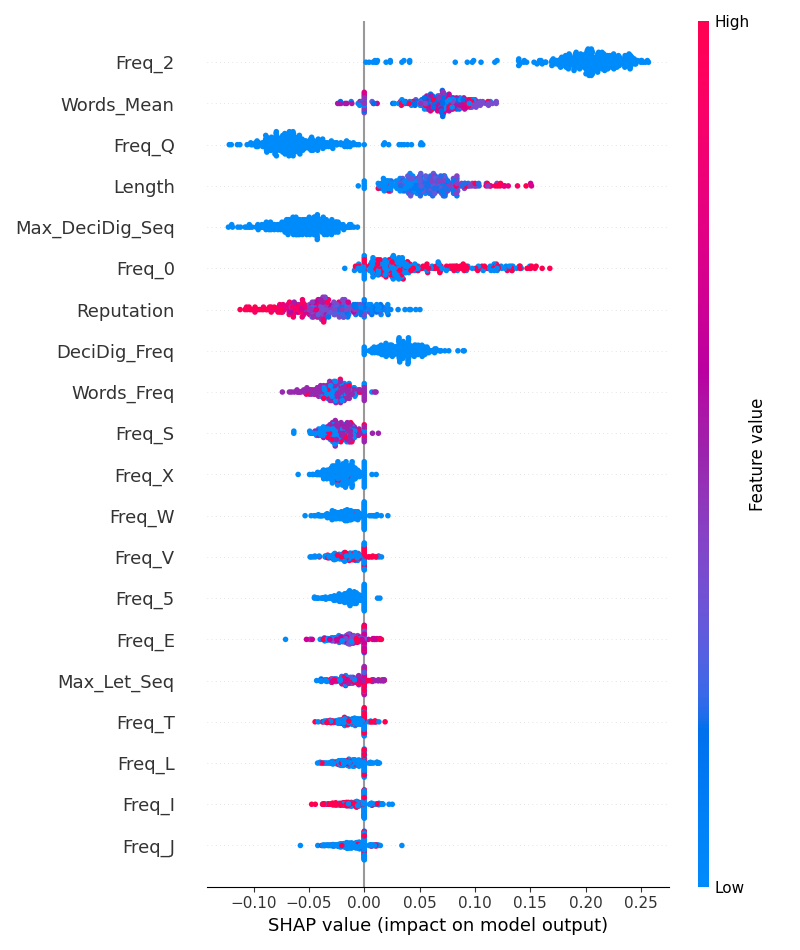 High
Freq_2
Words_Mean
Freq_Q
Length
Max_DeciDig_Seq
Freq_0
Reputation
DeciDig_Freq
Words_Freq
Freq_S
Freq_X
Freq_W
Freq_V
Freq_5
Freq_E
Max_Let_Seq
Freq_T
Freq_L
Freq_I
Freq_J
Feature value
Low
−0.10 −0.05 0.00 0.05 0.10 0.15 0.20 0.25
SHAP value (impact on model output)